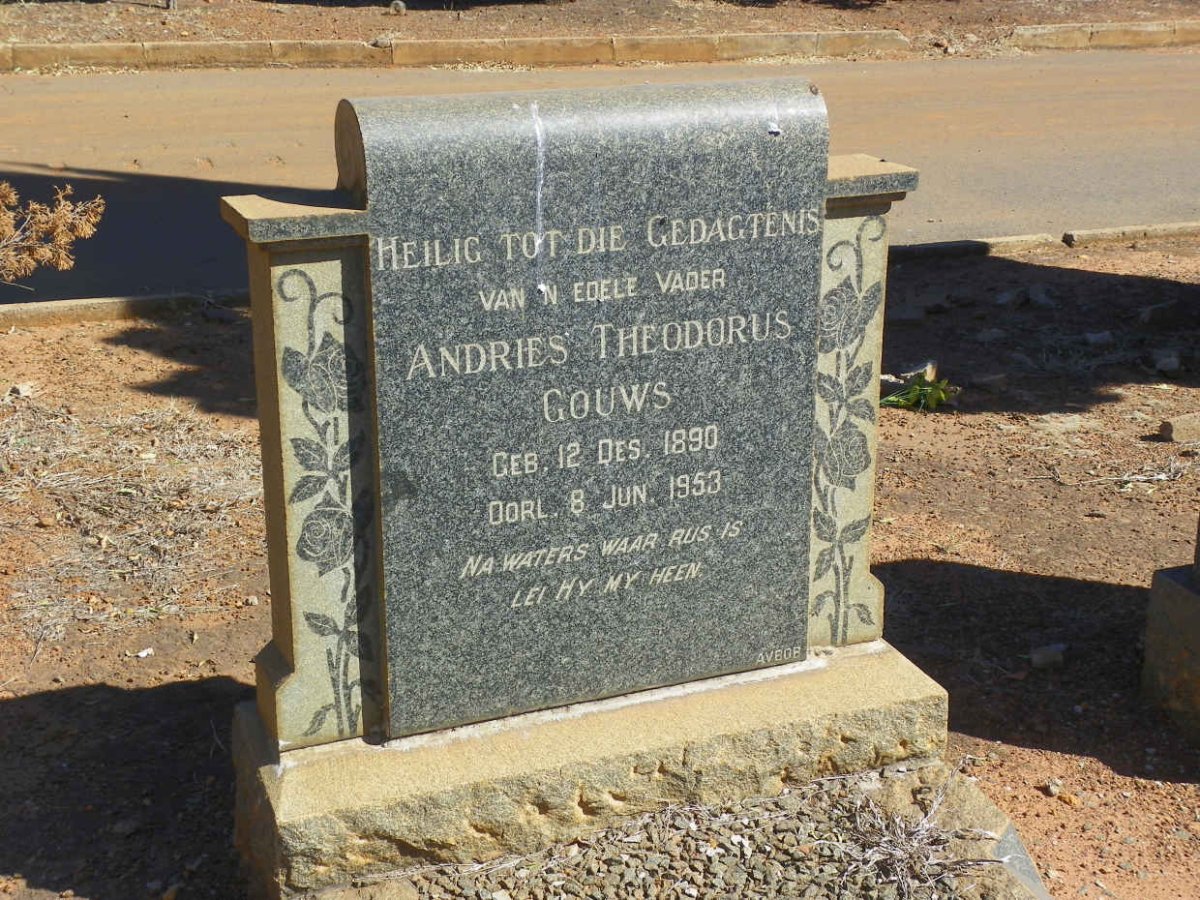 HEILIG TOT DIE GEDAGTENIS
VAN 'N EDELE VADER
ANDRIES THEODORUS
GOUWS
GEB. 12 DES. 1890
OORL. 8 JUN. 1953
NA WATERS WAAR RUS IS
LEI HY MY HEEN.
AVBOB